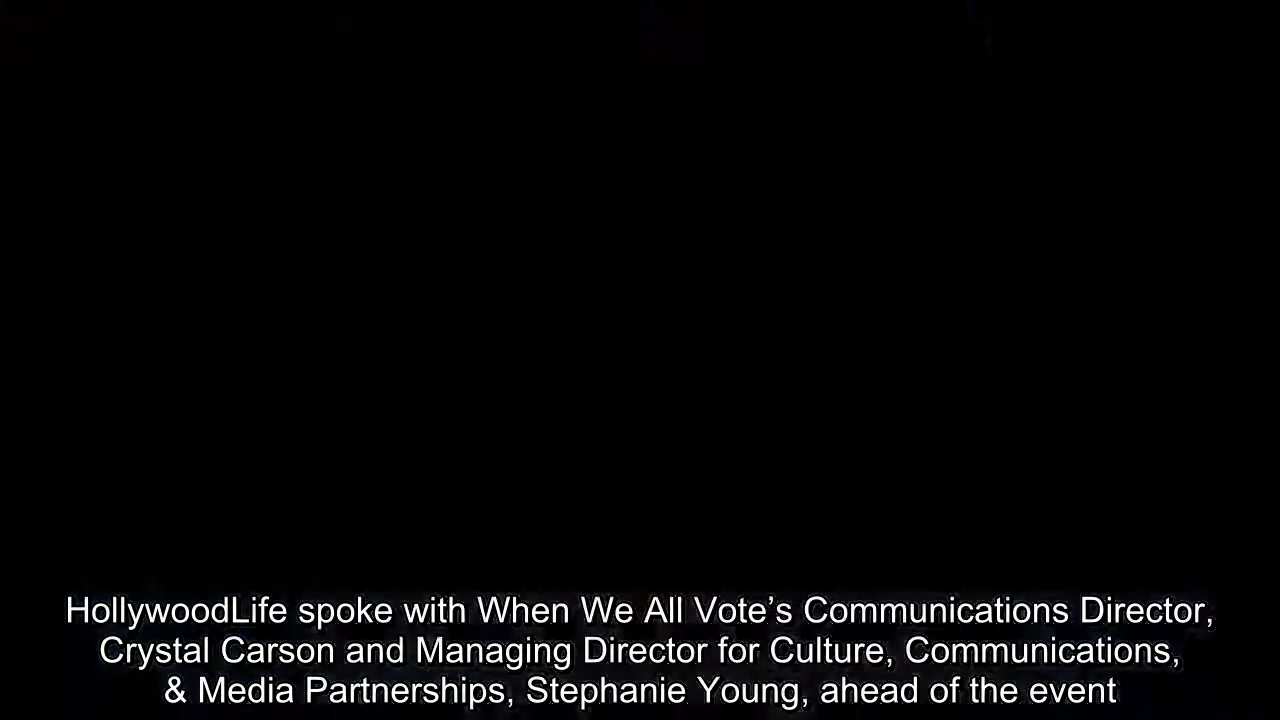 HollywoodLife spoke with When We All Vote’s Communications Director,
Crystal Carson and Managing Director for Culture, Communications,
& Media Partnerships, Stephanie Young, ahead of the event